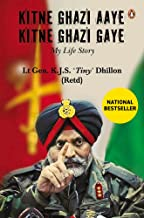 KITNE GHAZI AAYE
KITNE GHAZI GAYE
My Life Story
Lt Gen. K.J.S. 'Tiny' Dhillon
(Retd)
NATIONAL
BESTSELLER